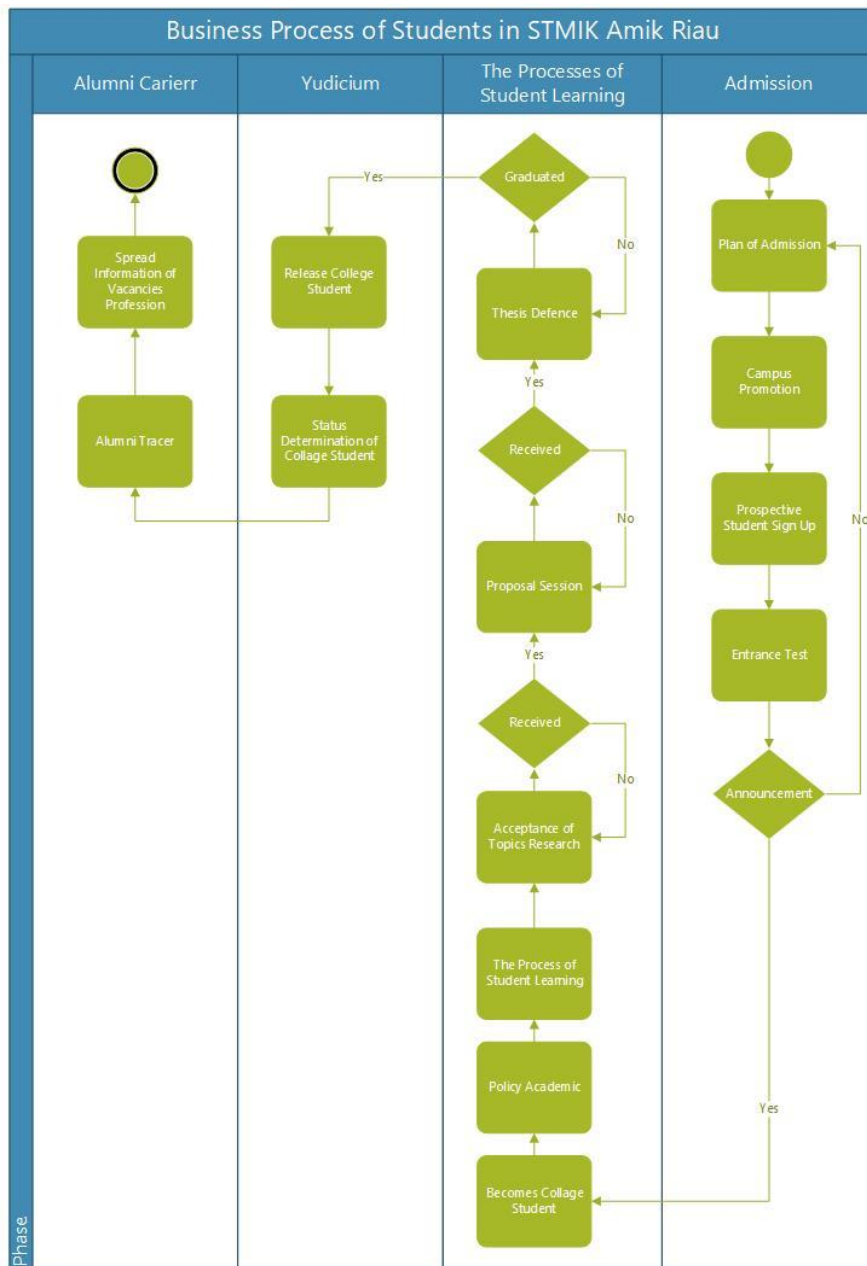 Business Process of Students in STMIK Amik Riau
Alumni Carierr
Yudicium
The Processes of
Student Learning
Admission
Spread
Information of
Vacancies
Profession
Alumni Tracer
Yes
Release College
Student
Status
Determination of
Collage Student
Graduated
No
Thesis Defence
Yes
Received
No
Proposal Session
Yes
Received
No
Acceptance of
Topics Research
The Process of
Student Learning
Policy Academic
Becomes Collage
Student
Plan of Admission
Campus
Promotion
Prospective
Student Sign Up
No
Entrance Test
Announcement
Yes
Phase